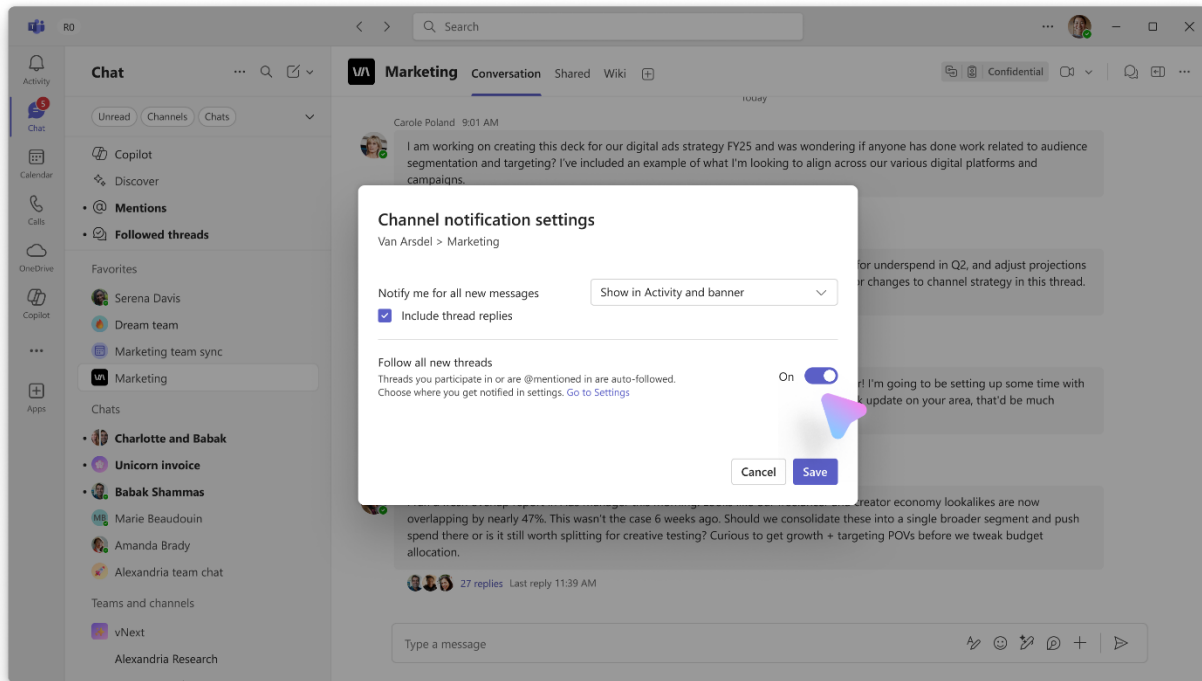 R0
Search
Activity
5
Chat
Calendar
Calls
OneDrive
Copilot
Apps
Chat
Unread
Channels
Chats
Copilot
Discover
Mentions
Followed threads
Favorites
Serena Davis
Dream team
Marketing team sync
Marketing
Chats
Charlotte and Babak
Unicorn invoice
Babak Shammas
MB Marie Beaudouin
Amanda Brady
Alexandria team chat
Teams and channels
vNext
Alexandria Research
Marketing
Conversation
Shared
Wiki
Confidential
Today
Carole Poland 9:01 AM
I am working on creating this deck for our digital ads strategy FY25 and was wondering if anyone has done work related to audience
segmentation and targeting? I've included an example of what I'm looking to align across our various digital platforms and
campaigns.
for underspend in Q2, and adjust projections
r changes to channel strategy in this thread.
r! I'm going to be setting up some time with
k update on your area, that'd be much
Channel notification settings
Van Arsdel > Marketing
Notify me for all new messages
Show in Activity and banner
Include thread replies
Follow all new threads
Threads you participate in or are @mentioned in are auto-followed.
Choose where you get notified in settings. Go to Settings
On
Cancel
Save
creator economy lookalikes are now
overlapping by nearly 47%. This wasn't the case 6 weeks ago. Should we consolidate these into a single broader segment and push
spend there or is it still worth splitting for creative testing? Curious to get growth + targeting POVs before we tweak budget
allocation.
27 replies Last reply 11:39 AM
Type a message